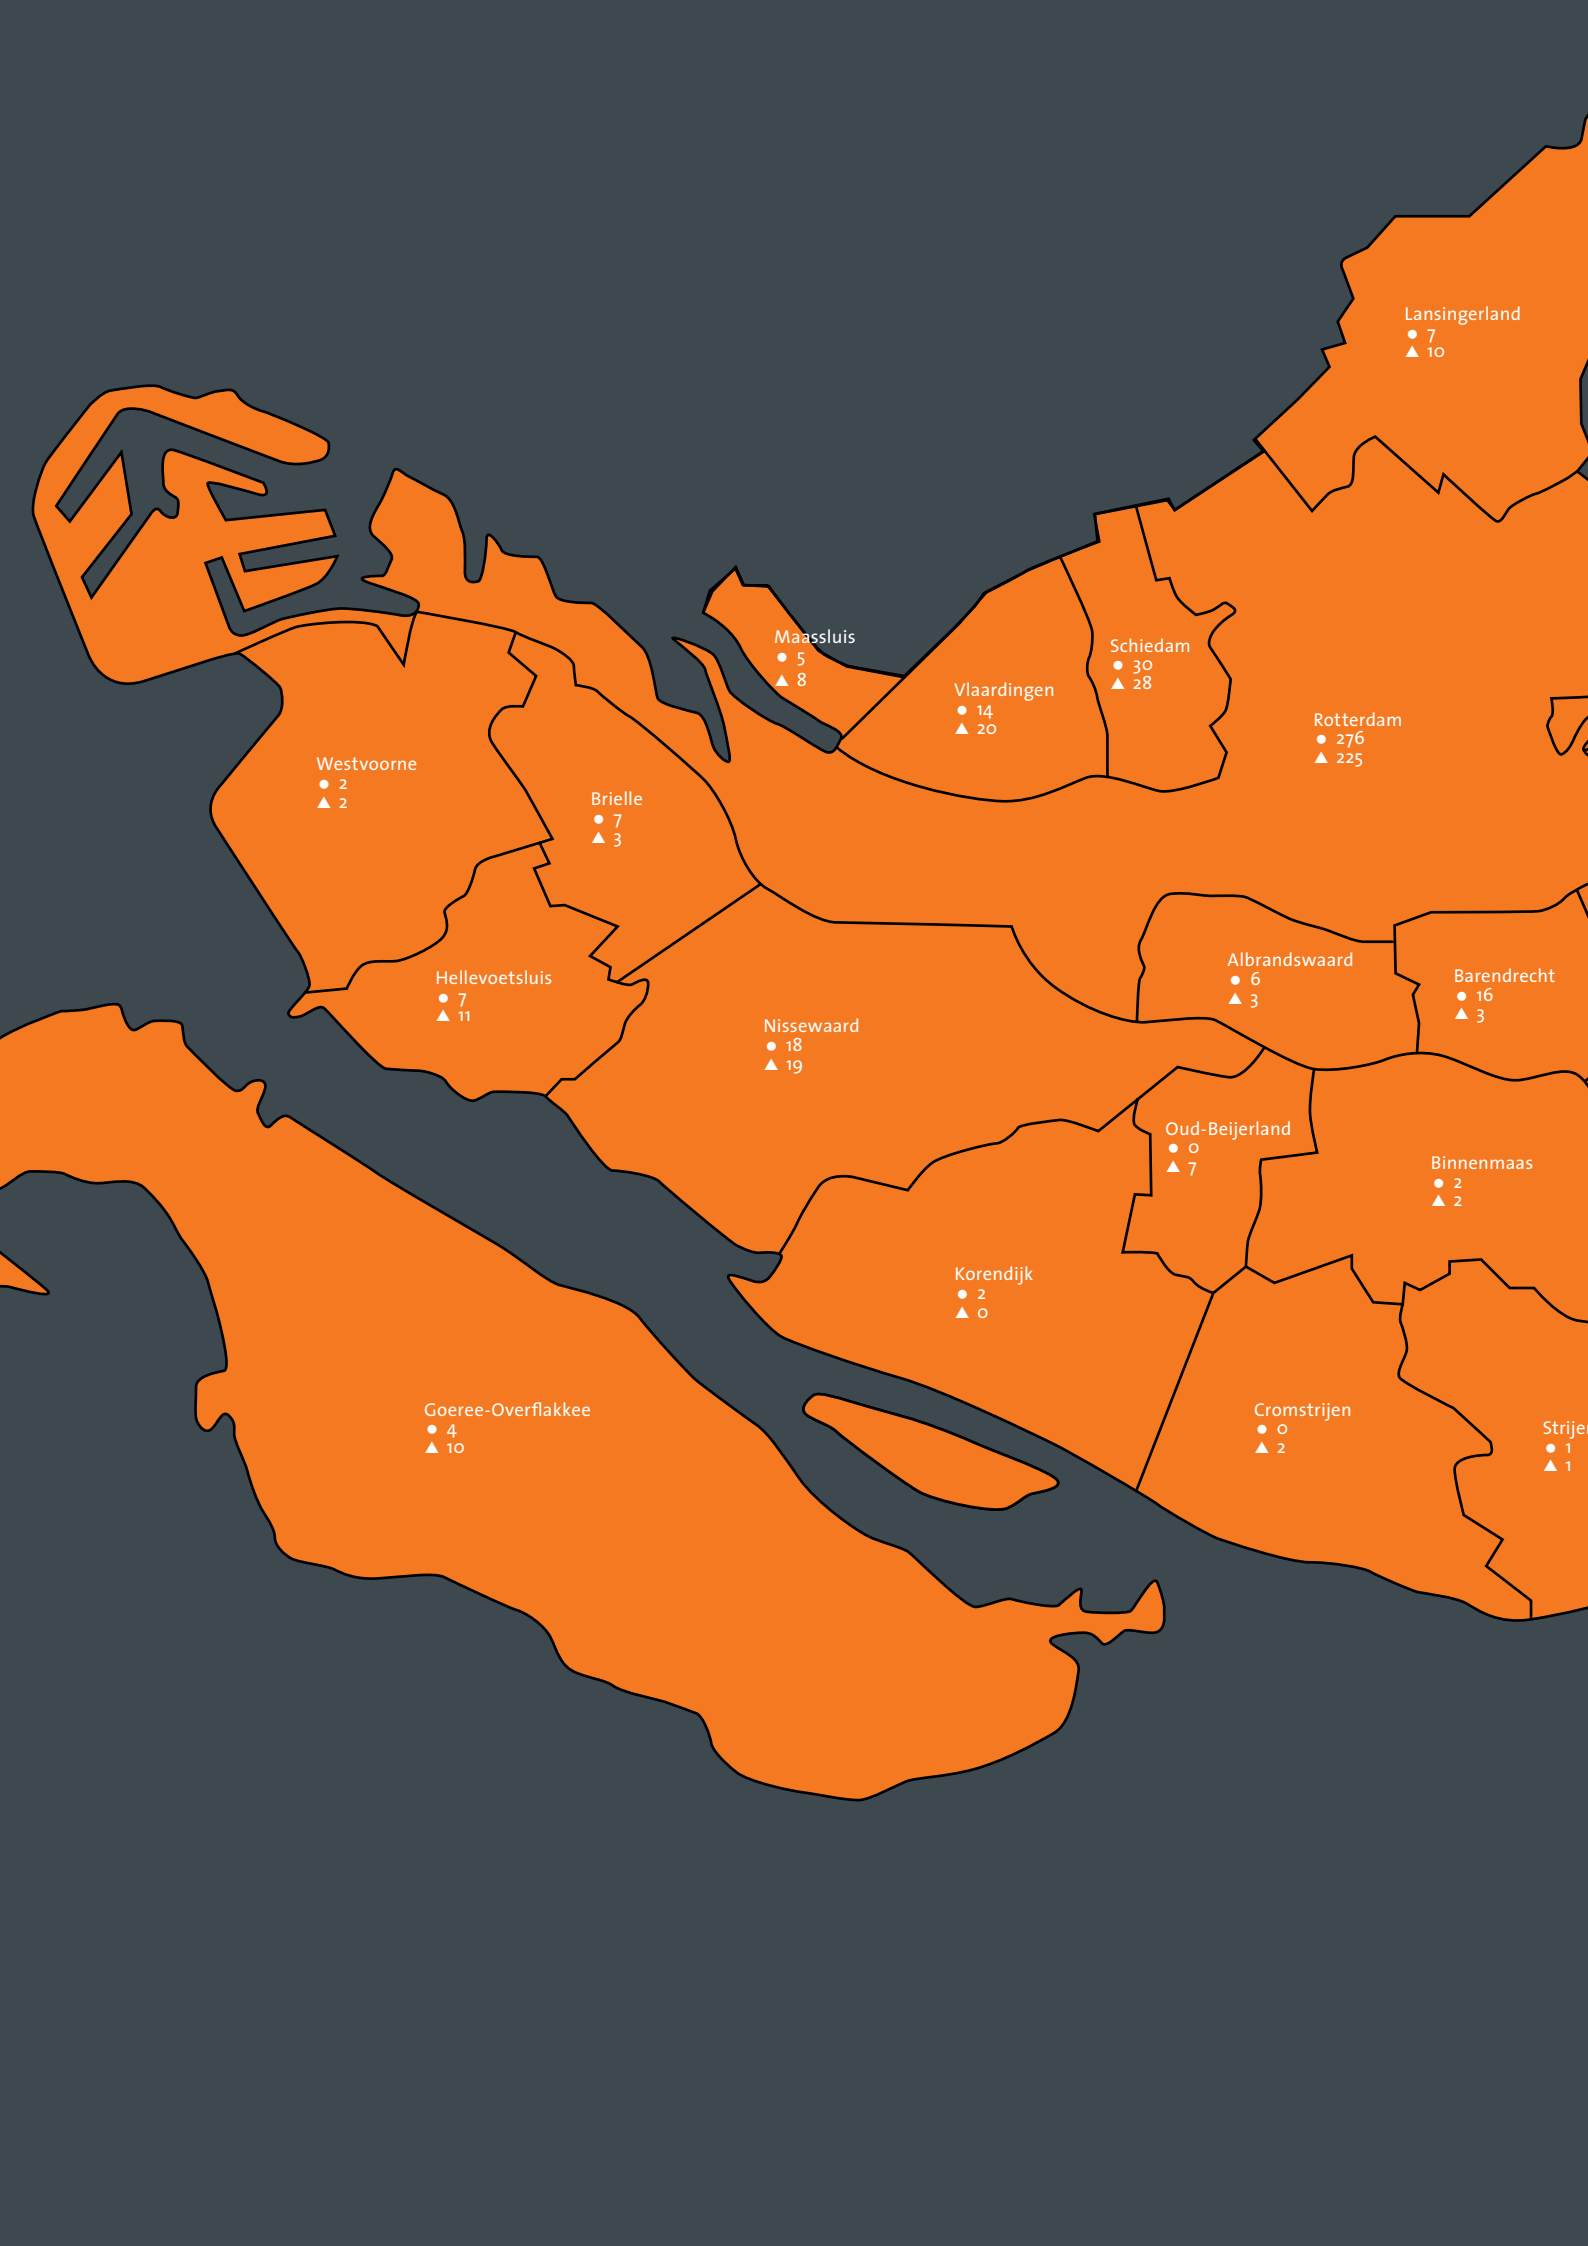 Lansingerland
● 7
▲ 10
Maassluis
● 5
▲ 8
Schiedam
● 30
▲ 28
Vlaardingen
● 14
▲ 20
Rotterdam
● 276
▲ 225
Westvoorne
● 2
▲ 2
Brielle
● 7
▲ 3
Albrandswaard
● 6
▲ 3
Barendrecht
● 16
▲ 3
Hellevoetsluis
● 7
▲ 11
Nissewaard
● 18
▲ 19
Oud-Beijerland
● 0
▲ 7
Binnenmaas
● 2
▲ 2
Korendijk
● 2
▲ 0
Goeree-Overflakkee
● 4
▲ 10
Cromstrijen
● 0
▲ 2
Strije
● 1
▲ 1